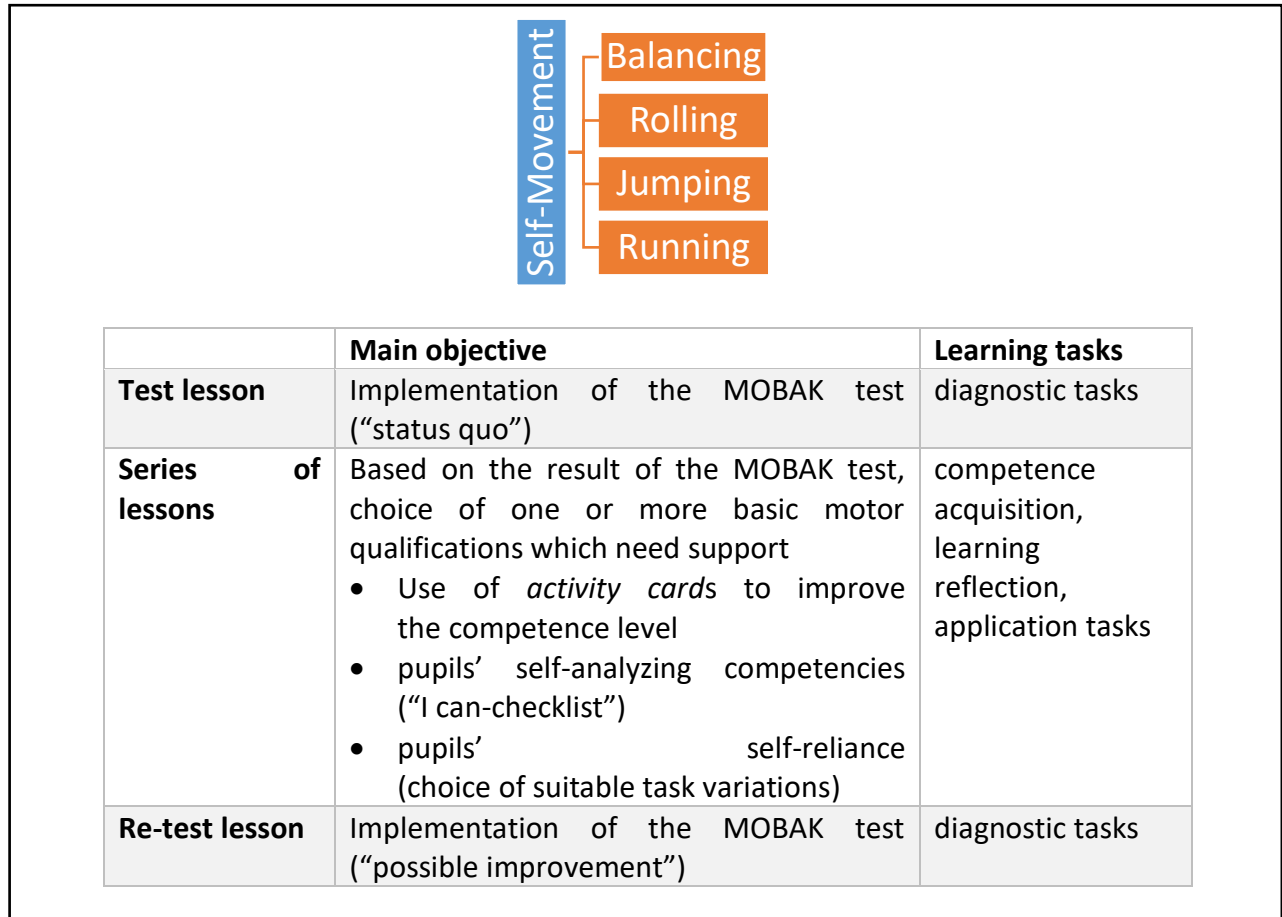 Self-Movement
Balancing
Rolling
Jumping
Running
Main objective
Learning tasks
Test lesson
Implementation of the MOBAK test
(“status quo”)
diagnostic tasks
Series of
lessons
Based on the result of the MOBAK test,
choice of one or more basic motor
qualifications which need support
• Use of activity cards to improve
the competence level
• pupils’ self-analyzing competencies
(“I can-checklist”)
• pupils’ self-reliance
(choice of suitable task variations)
competence
acquisition,
learning
reflection,
application tasks
Re-test lesson
Implementation of the MOBAK test
(“possible improvement”)
diagnostic tasks